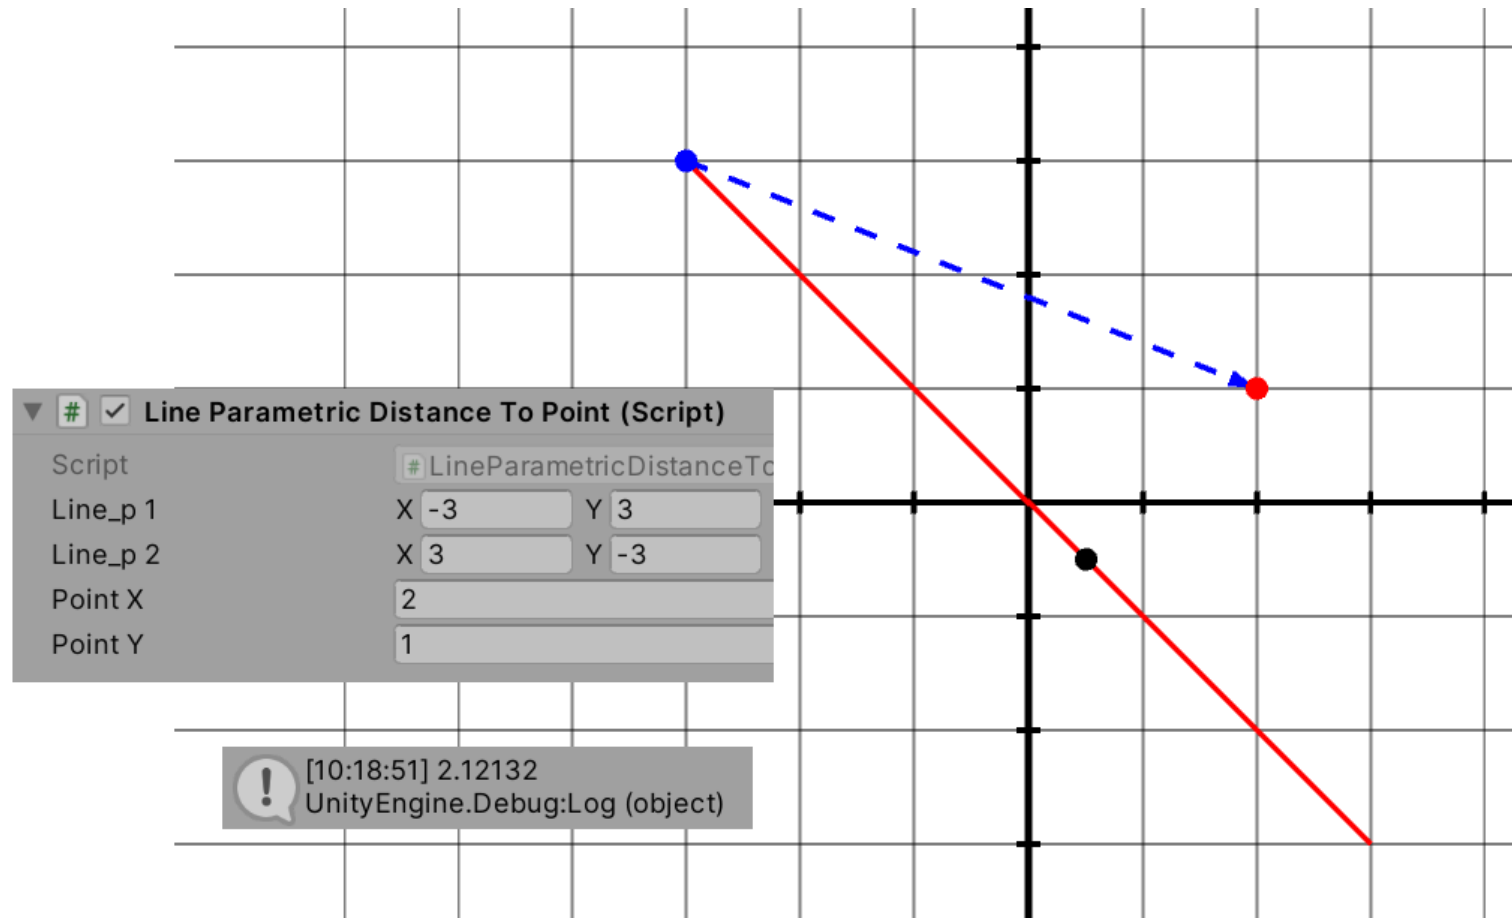 # Line Parametric Distance To Point (Script)
Script # LineParametricDistanceTo
Line_p 1 X -3 Y 3
Line_p 2 X 3 Y -3
Point X 2
Point Y 1
[10:18:51] 2.12132
UnityEngine.Debug:Log (object)